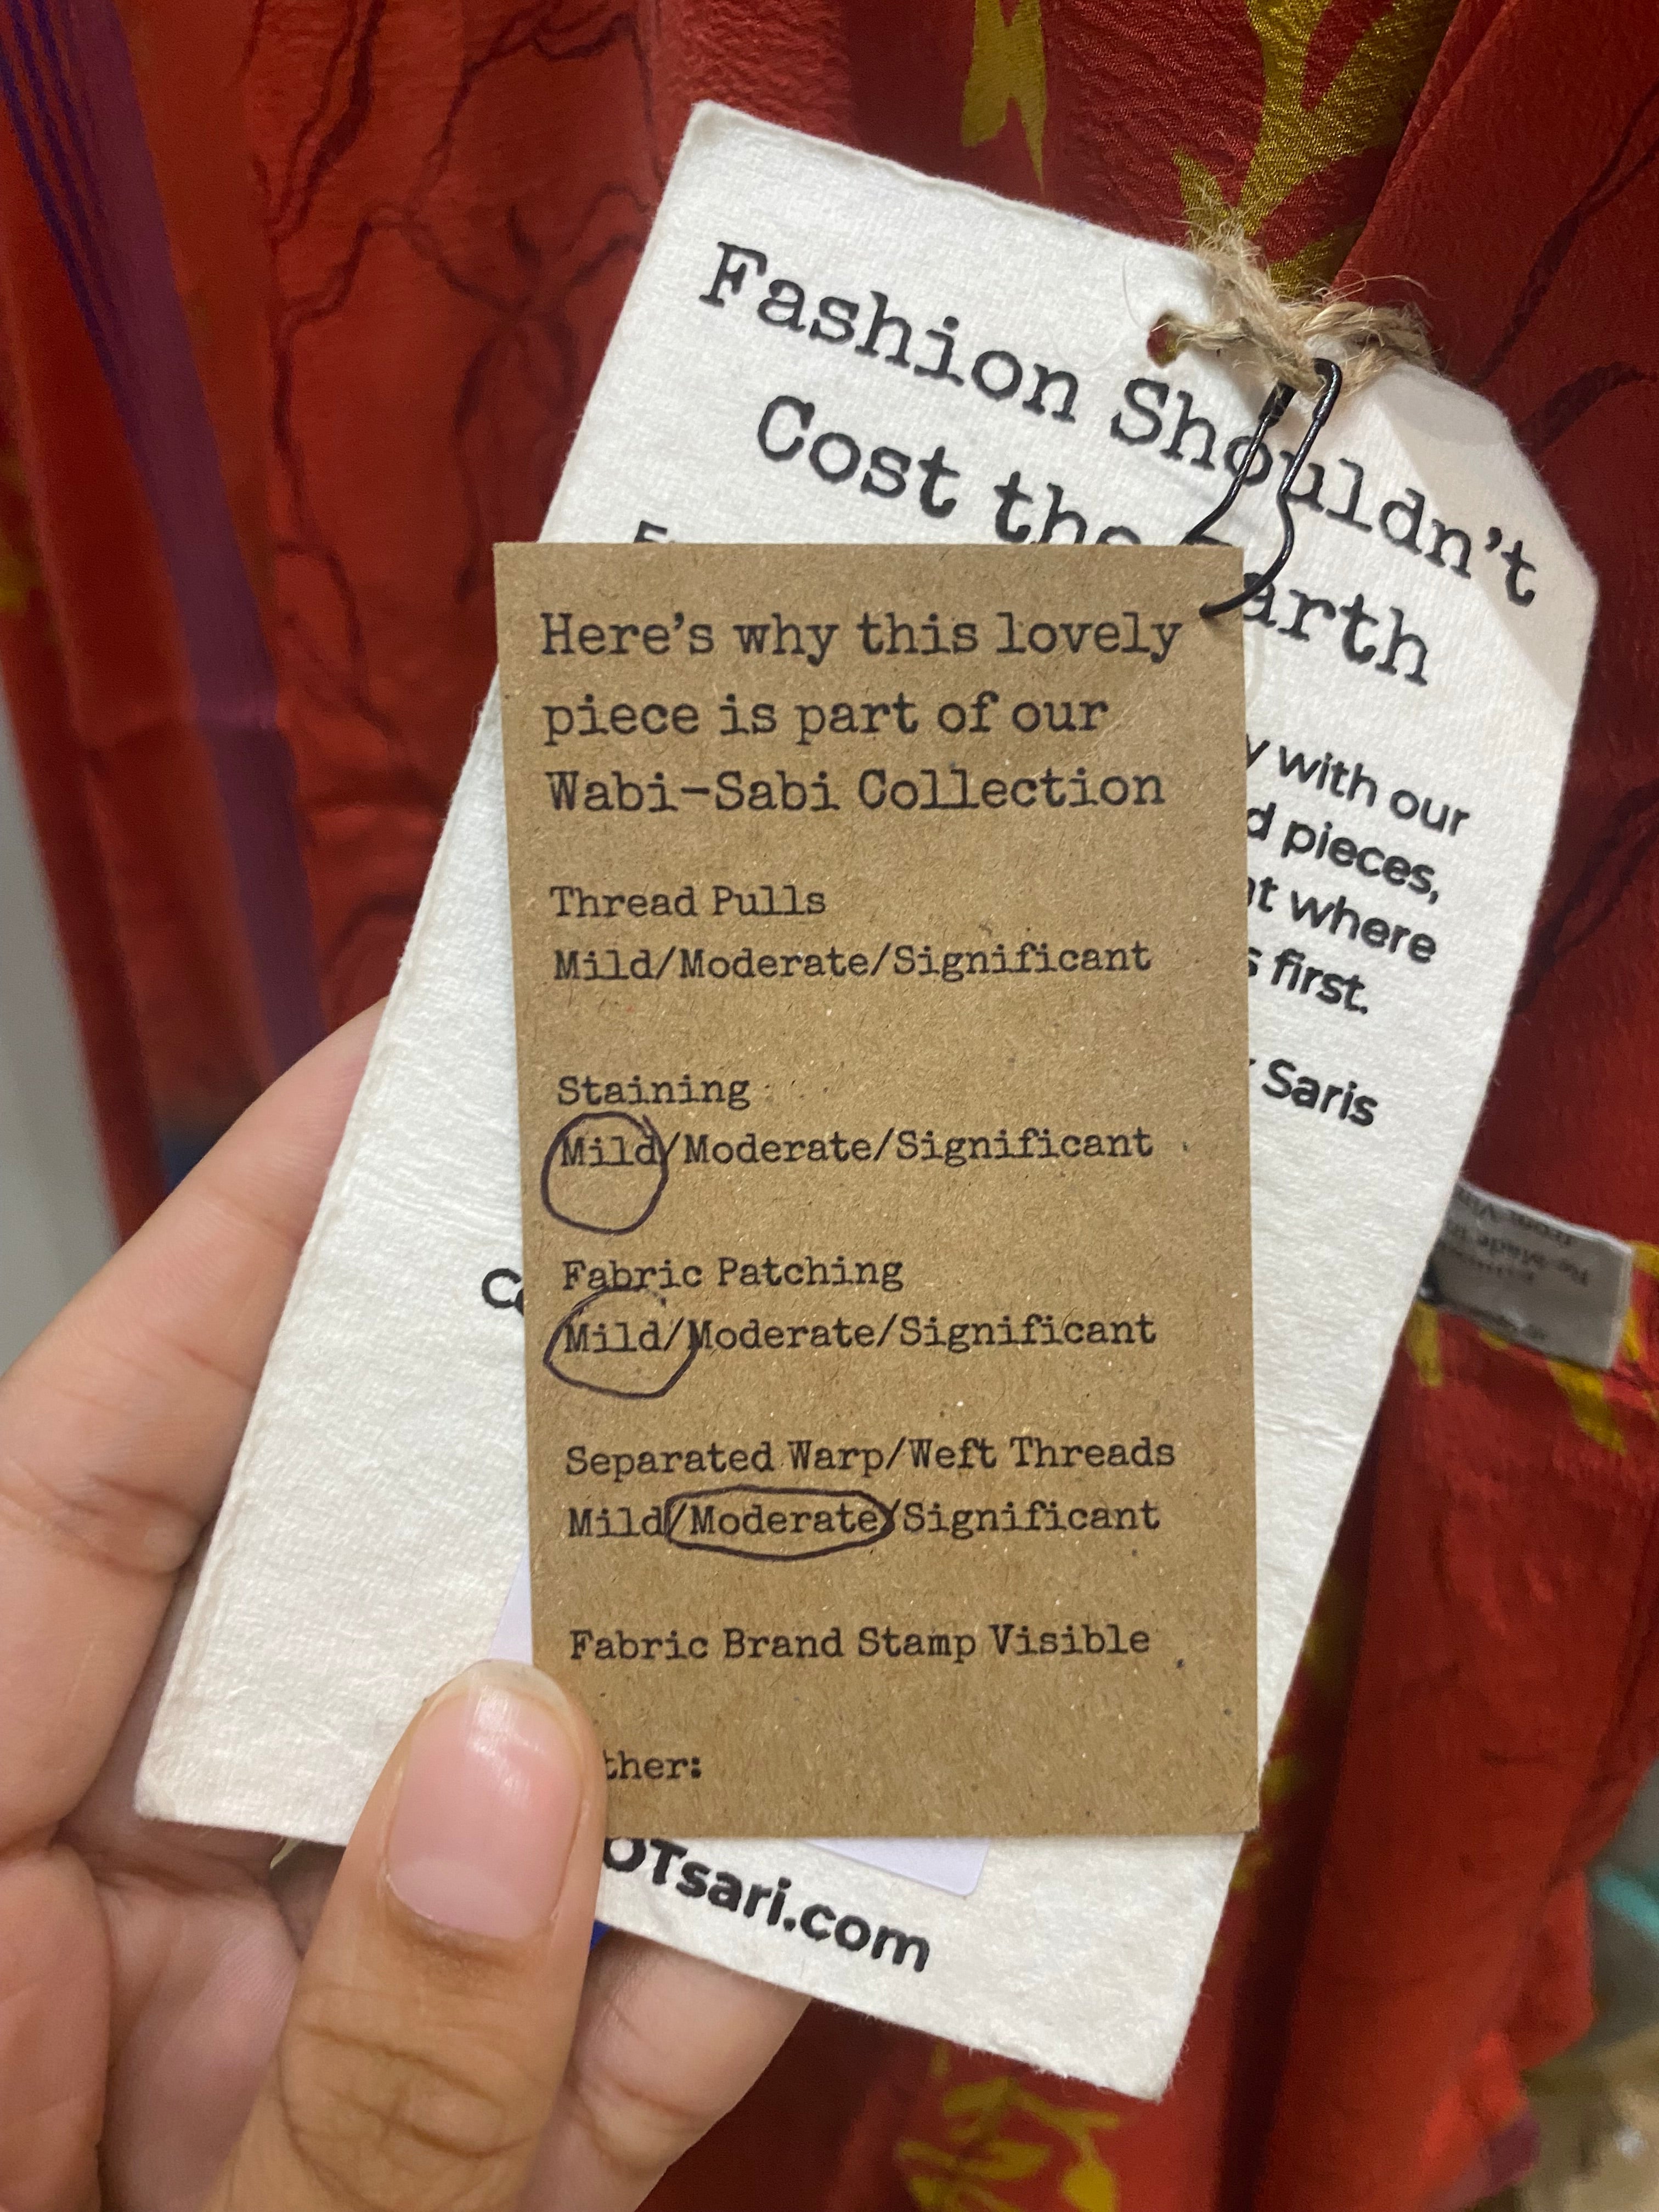 Fashion Shouldn't
Cost the arth
y with our
d pieces,
t where
s first.
Saris
Here's why this lovely
piece is part of our
Wabi-Sabi Collection
Thread Pulls
Mild/Moderate/Significant
Staining
Mild/Moderate/Significant
Fabric Patching
Mild/Moderate/Significant
Separated Warp/Weft Threads
Mild/Moderate/Significant
Fabric Brand Stamp Visible
ther:
OTsari.com